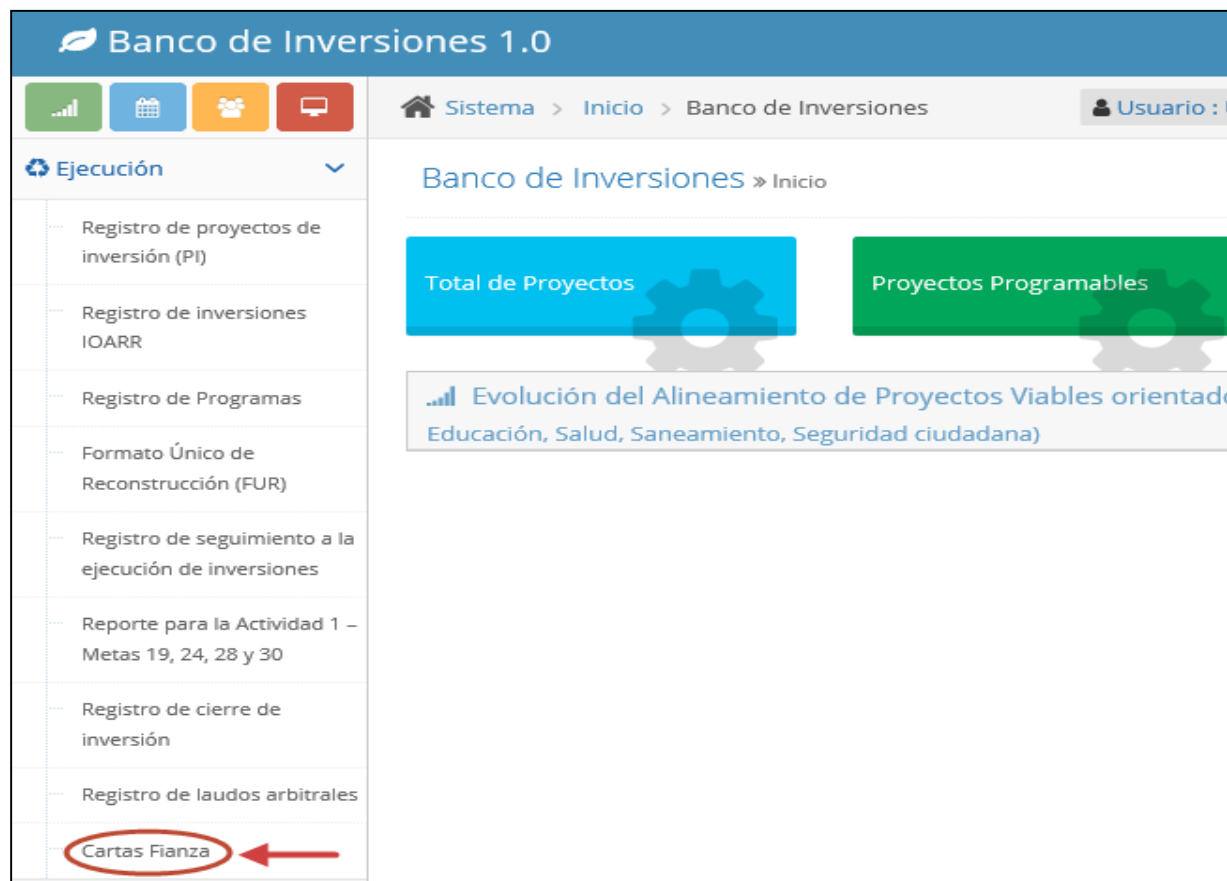 Banco de Inversiones 1.0
Sistema > Inicio > Banco de Inversiones
Usuario :
Ejecución
Banco de Inversiones » Inicio
Registro de proyectos de
inversión (PI)
Total de Proyectos
Proyectos Programables
Registro de inversiones
IOARR
Registro de Programas
Evolución del Alineamiento de Proyectos Viables orientado
Educación, Salud, Saneamiento, Seguridad ciudadana)
Formato Único de
Reconstrucción (FUR)
Registro de seguimiento a la
ejecución de inversiones
Reporte para la Actividad 1 –
Metas 19, 24, 28 y 30
Registro de cierre de
inversión
Registro de laudos arbitrales
Cartas Fianza